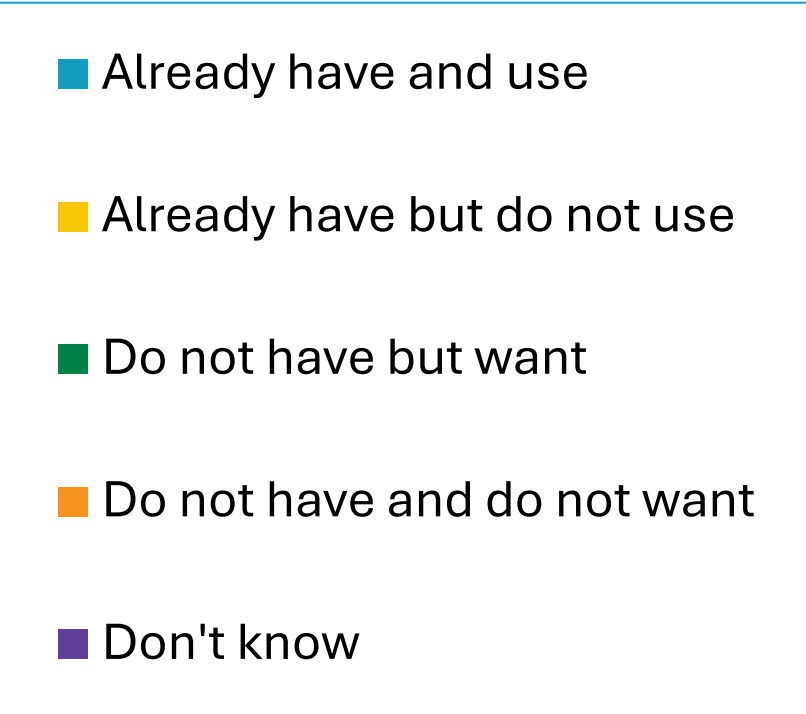 Already have and use
Already have but do not use
Do not have but want
Do not have and do not want
Don't know